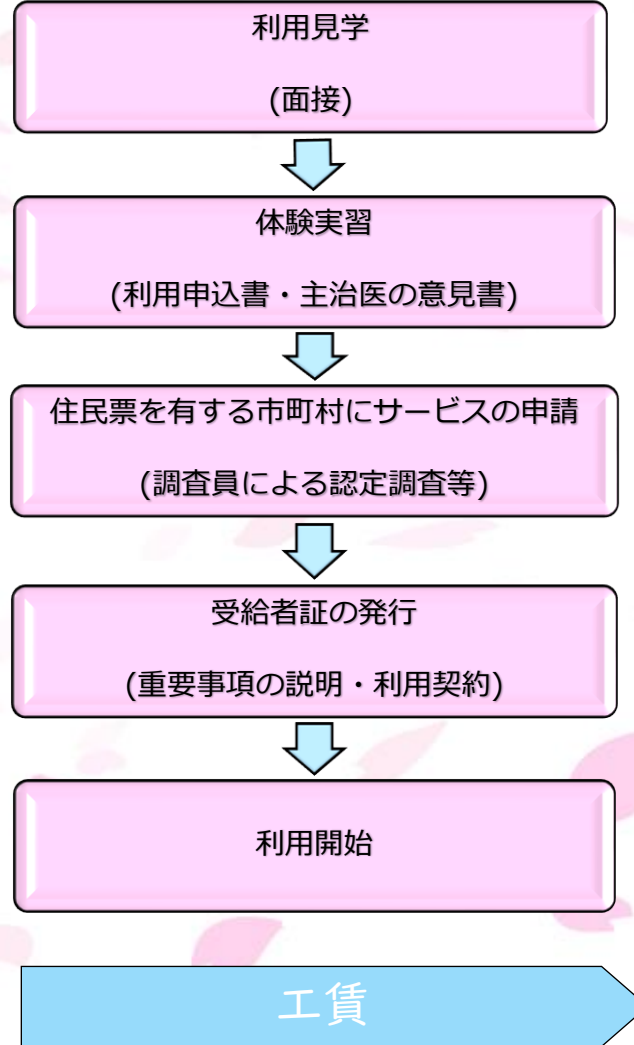 利用見学
(面接)
体験実習
(利用申込書・主治医の意見書)
住民票を有する市町村にサービスの申請
(調査員による認定調査等)
受給者証の発行
(重要事項の説明・利用契約)
利用開始
工賃